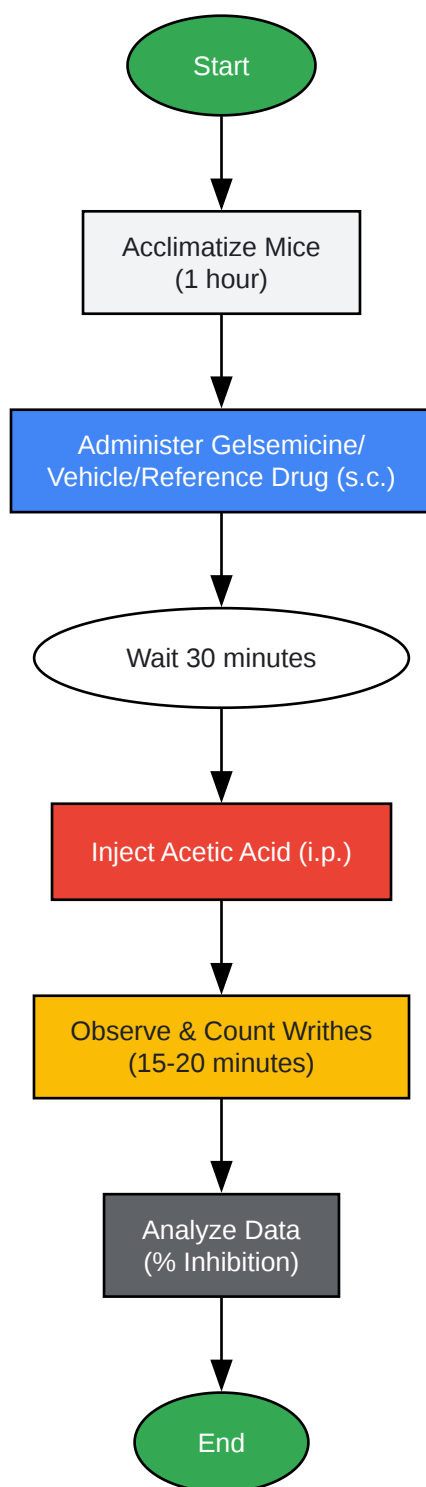 Start
Acclimatize Mice
(1 hour)
Administer Gelsemicine/
Vehicle/Reference Drug (s.c.)
Wait 30 minutes
Inject Acetic Acid (i.p.)
Observe & Count Writhes
(15-20 minutes)
Analyze Data
(% Inhibition)
End